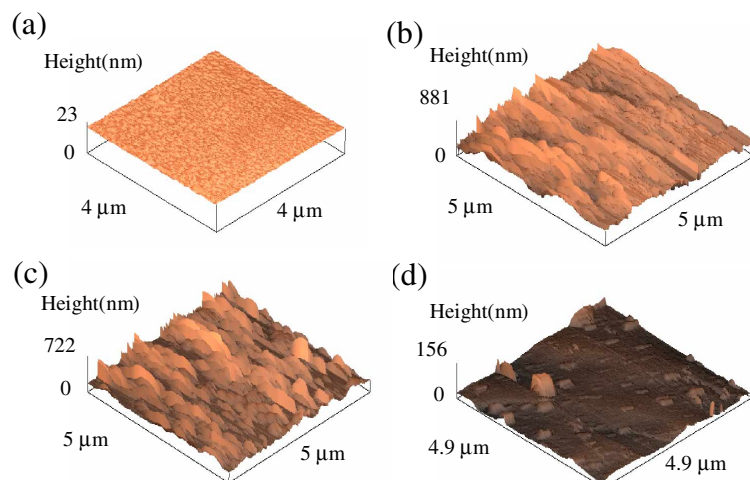 (a)
Height(nm)
23
0
4 μm
4 μm
(b)
Height(nm)
881
0
5 μm
5 μm
(c)
Height(nm)
722
0
5 μm
5 μm
(d)
Height(nm)
156
0
4.9 μm
4.9 μm